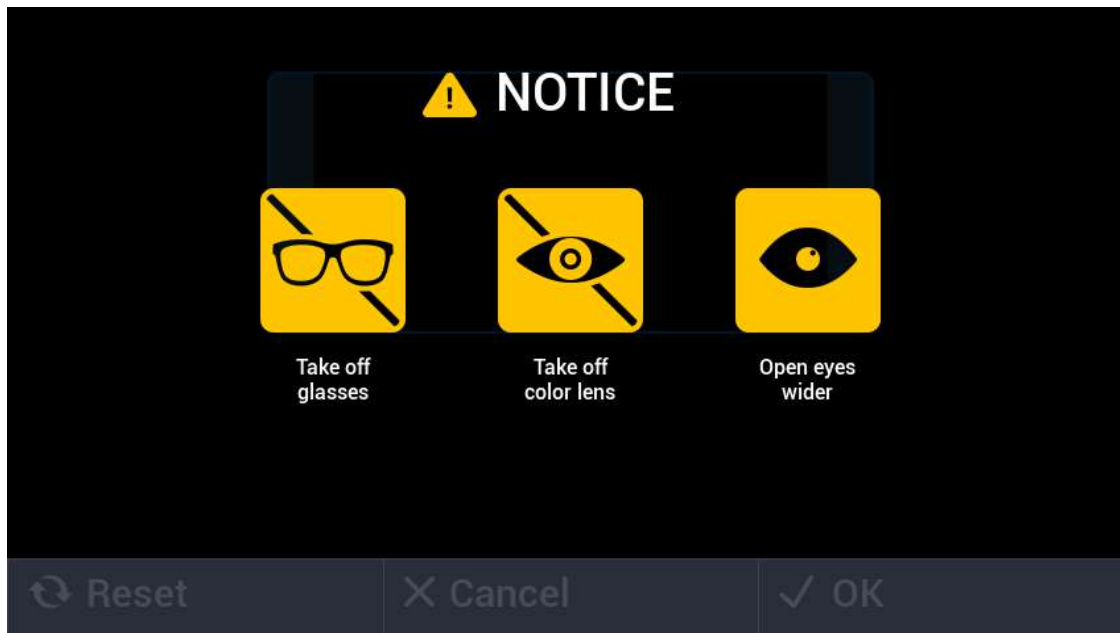 NOTICE
Take off
glasses
Take off
color lens
Open eyes
wider
Reset
Cancel
OK